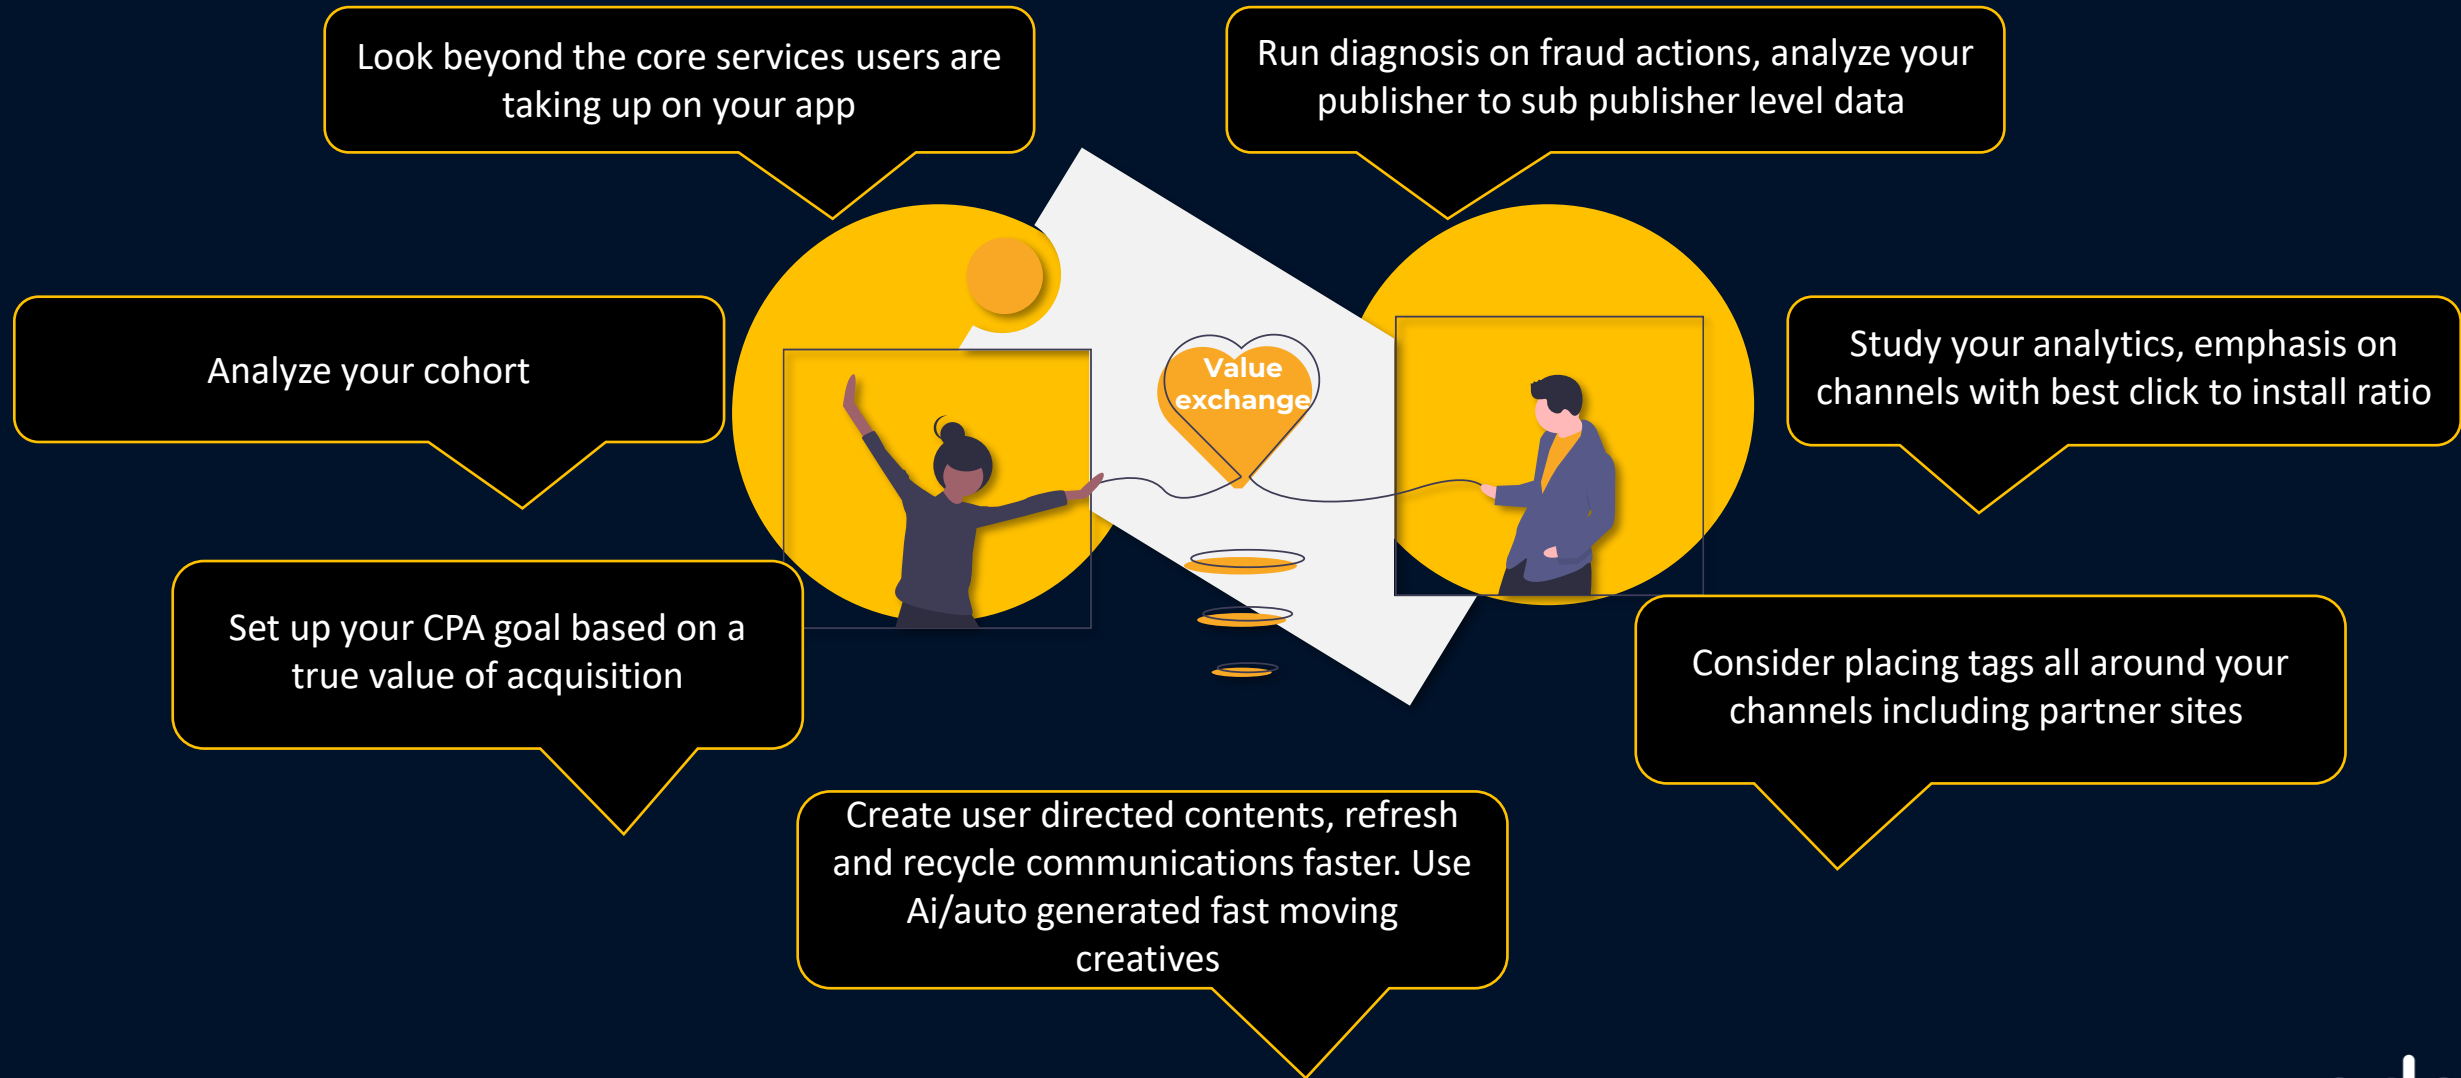 Look beyond the core services users are
taking up on your app
Run diagnosis on fraud actions, analyze your
publisher to sub publisher level data
Analyze your cohort
Value
exchange
Study your analytics, emphasis on
channels with best click to install ratio
Set up your CPA goal based on a
true value of acquisition
Consider placing tags all around your
channels including partner sites
Create user directed contents, refresh
and recycle communications faster. Use
Ai/auto generated fast moving
creatives